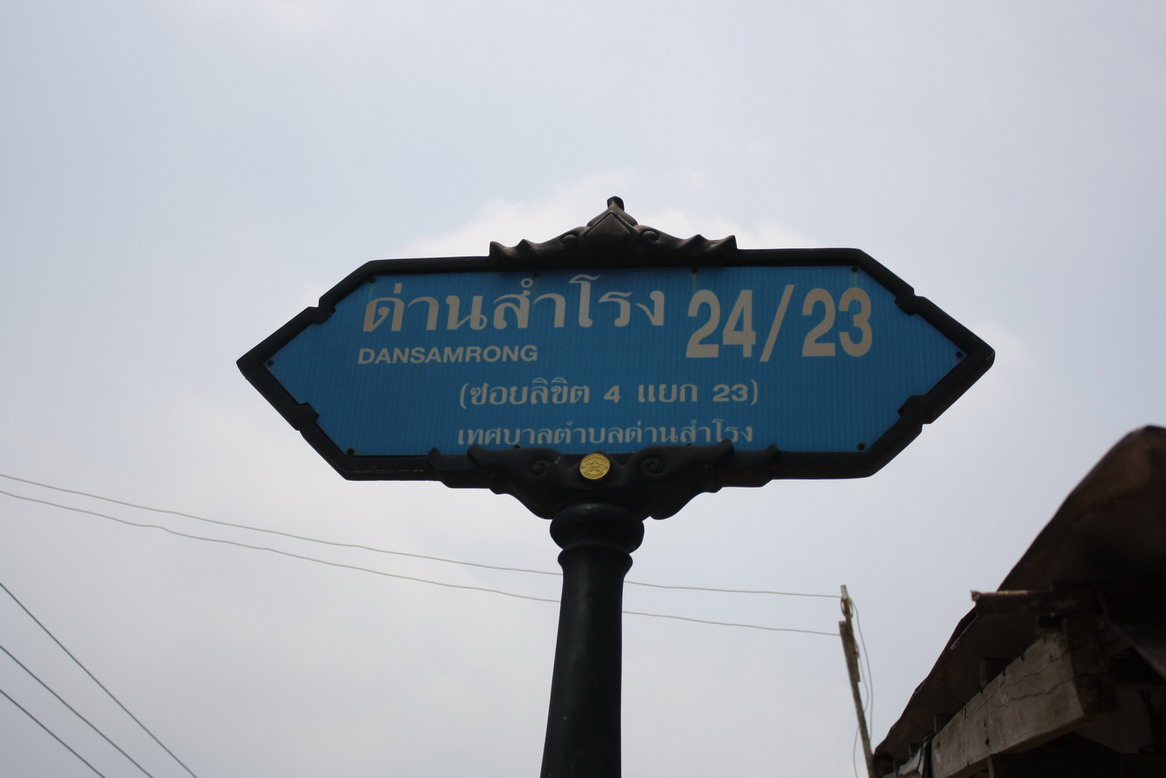 ด่านสำโรง 24/23
DANSAMRONG
(ซอยลิขิต 4 แยก 23)
เทศบาลตำบลด่านสำโรง